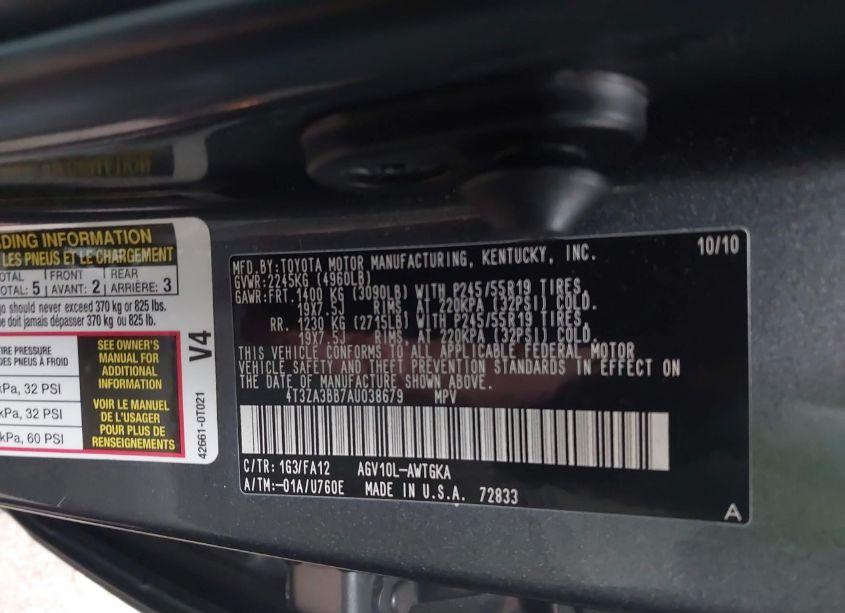 DING INFORMATION
LES PNEUS ET LE CHARGEMENT
OTAL FRONT REAR
OTAL: 5 AVANT: 2 ARRIÈRE: 3
go should never exceed 370 kg or 825 lbs.
e doit jamais dépasser 370 kg ou 825 lb.
TIRE PRESSURE
DES PNEUS À FROID
kPa, 32 PSI
kPa, 32 PSI
kPa, 60 PSI
SEE OWNER'S
MANUAL FOR
ADDITIONAL
INFORMATION
VOIR LE MANUEL
DE L'USAGER
POUR PLUS DE
RENSEIGNEMENTS
V4
42661-0T021
MFD.BY:TOYOTA MOTOR MANUFACTURING, KENTUCKY, INC. 10/10
GVWR:2245KG (4960LB)
GAWR:FRT.1400 KG (3090LB) WITH P245/55R19 TIRES,
19X7.5J RIMS, AT 220KPA (32PSI) COLD.
RR. 1230 KG (2715LB) WITH P245/55R19 TIRES,
19X7.5J RIMS, AT 220KPA (32PSI) COLD.
THIS VEHICLE CONFORMS TO ALL APPLICABLE FEDERAL MOTOR
VEHICLE SAFETY AND THEFT PREVENTION STANDARDS IN EFFECT ON
THE DATE OF MANUFACTURE SHOWN ABOVE.
4T3ZA3BB7AU038679 MPV
C/TR: 1G3/FA12 AGV10L-AWTGKA
A/TM:-01A/U760E MADE IN U.S.A. 72833
A